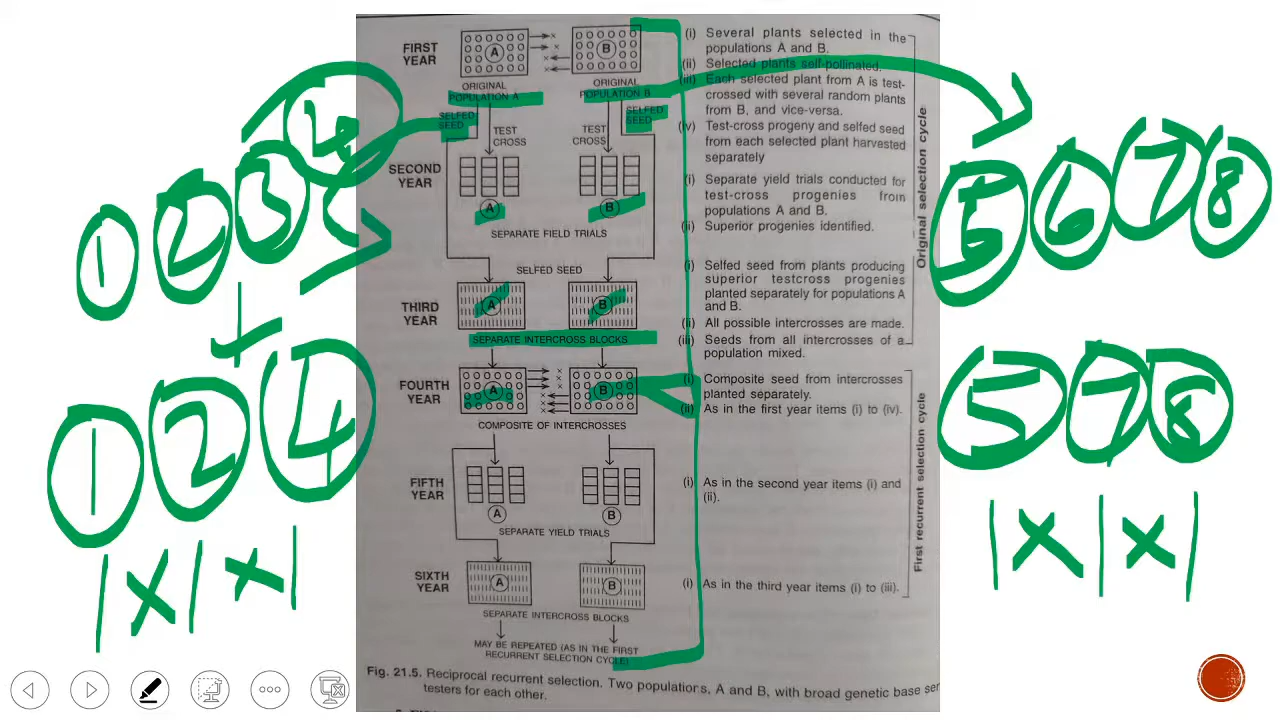 FIRST YEAR
A
B
ORIGINAL POPULATION A
ORIGINAL POPULATION B
(i) Several plants selected in the
populations A and B.
(ii) Selected plants self-pollinated.
(iii) Each selected plant from A is test-
crossed with several random plants
from B, and vice-versa.
(iv) Test-cross progeny and selfed seed
from each selected plant harvested
separately
SELFED SEED
TEST CROSS
TEST CROSS
SELFED SEED
SECOND YEAR
A
B
SEPARATE FIELD TRIALS
(i) Separate yield trials conducted for
test-cross progenies from
populations A and B.
(ii) Superior progenies identified.
Original selection cycle
SELFED SEED
THIRD YEAR
A
B
SEPARATE INTERCROSS BLOCKS
(i) Selfed seed from plants producing
superior testcross progenies
planted separately for populations A
and B.
(ii) All possible intercrosses are made.
(iii) Seeds from all intercrosses of a
population mixed.
FOURTH YEAR
A
B
COMPOSITE OF INTERCROSSES
(i) Composite seed from intercrosses
planted separately.
(ii) As in the first year items (i) to (iv).
FIFTH YEAR
A
B
SEPARATE YIELD TRIALS
(i) As in the second year items (i) and
(ii).
First recurrent selection cycle
SIXTH YEAR
A
B
SEPARATE INTERCROSS BLOCKS
(i) As in the third year items (i) to (iii).
MAY BE REPEATED (AS IN THE FIRST
RECURRENT SELECTION CYCLE)
Fig. 21.5. Reciprocal recurrent selection. Two populations, A and B, with broad genetic base ser
testers for each other.
1 2 3 4
1 2 4
| X | X |
5 6 7 8
5 7 8
| X | X |